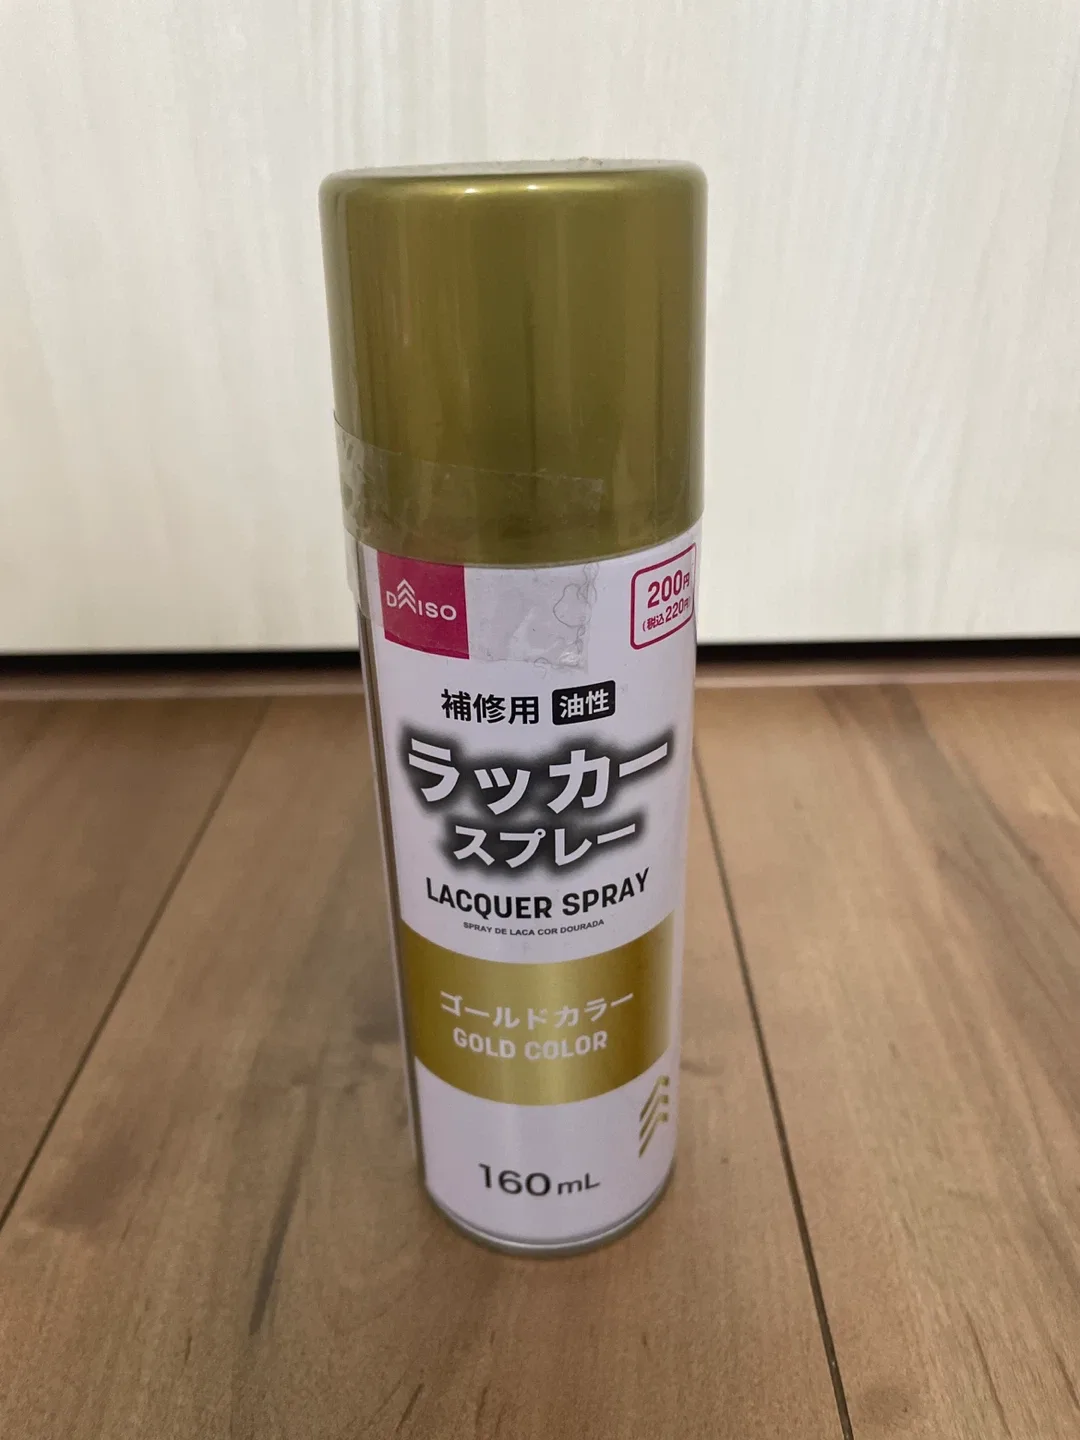 DAISO
200円
(税込220円)
補修用 油性
ラッカー
スプレー
LACQUER SPRAY
SPRAY DE LACA COR DOURADA
ゴールドカラー
GOLD COLOR
160mL